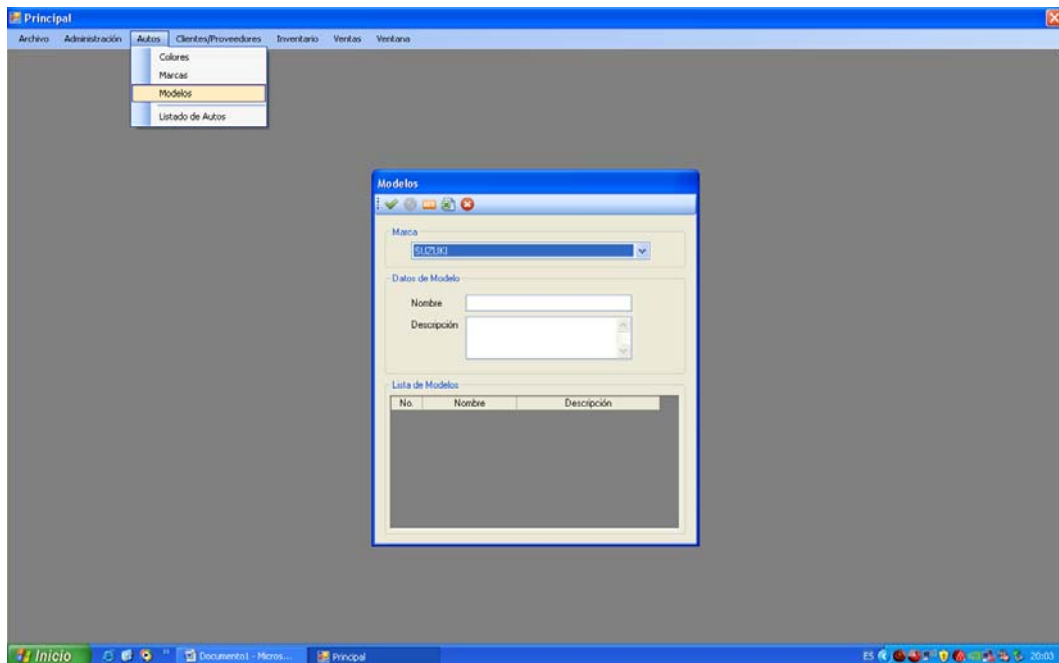 Principal
Archivo Administración Autos Clientes/Proveedores Inventario Ventas Ventana
Colores
Marcas
Modelos
Listado de Autos
Modelos
Marca
SUZUKI
Datos de Modelo
Nombre
Descripción
Lista de Modelos
No. Nombre Descripción
Inicio Documento1 - Micros... Principal ES 20:03